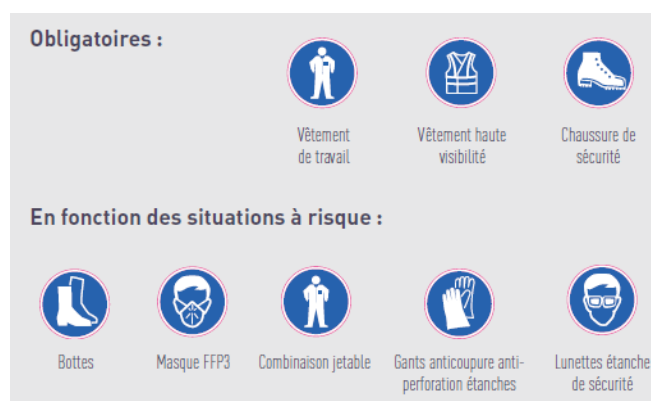 Obligatoires :
Vêtement
de travail
Vêtement haute
visibilité
Chaussure de
sécurité
En fonction des situations à risque :
Bottes
Masque FFP3
Combinaison jetable
Gants anticoupure anti-
perforation étanches
Lunettes étanche
de sécurité